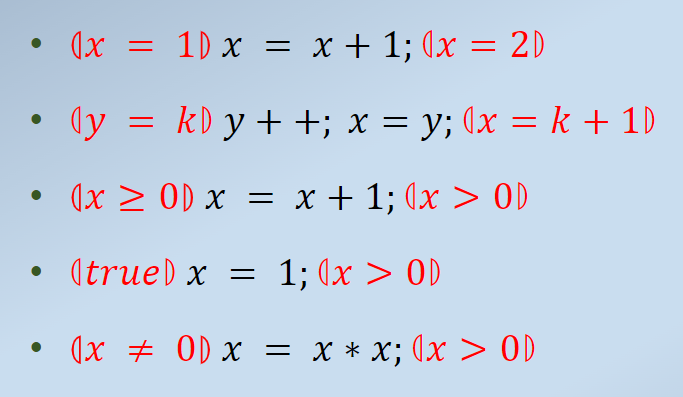 • ⦇x = 1⦈ x = x + 1; ⦇x = 2⦈
• ⦇y = k⦈ y + +; x = y; ⦇x = k + 1⦈
• ⦇x ≥ 0⦈ x = x + 1; ⦇x > 0⦈
• ⦇true⦈ x = 1; ⦇x > 0⦈
• ⦇x ≠ 0⦈ x = x ∗ x; ⦇x > 0⦈